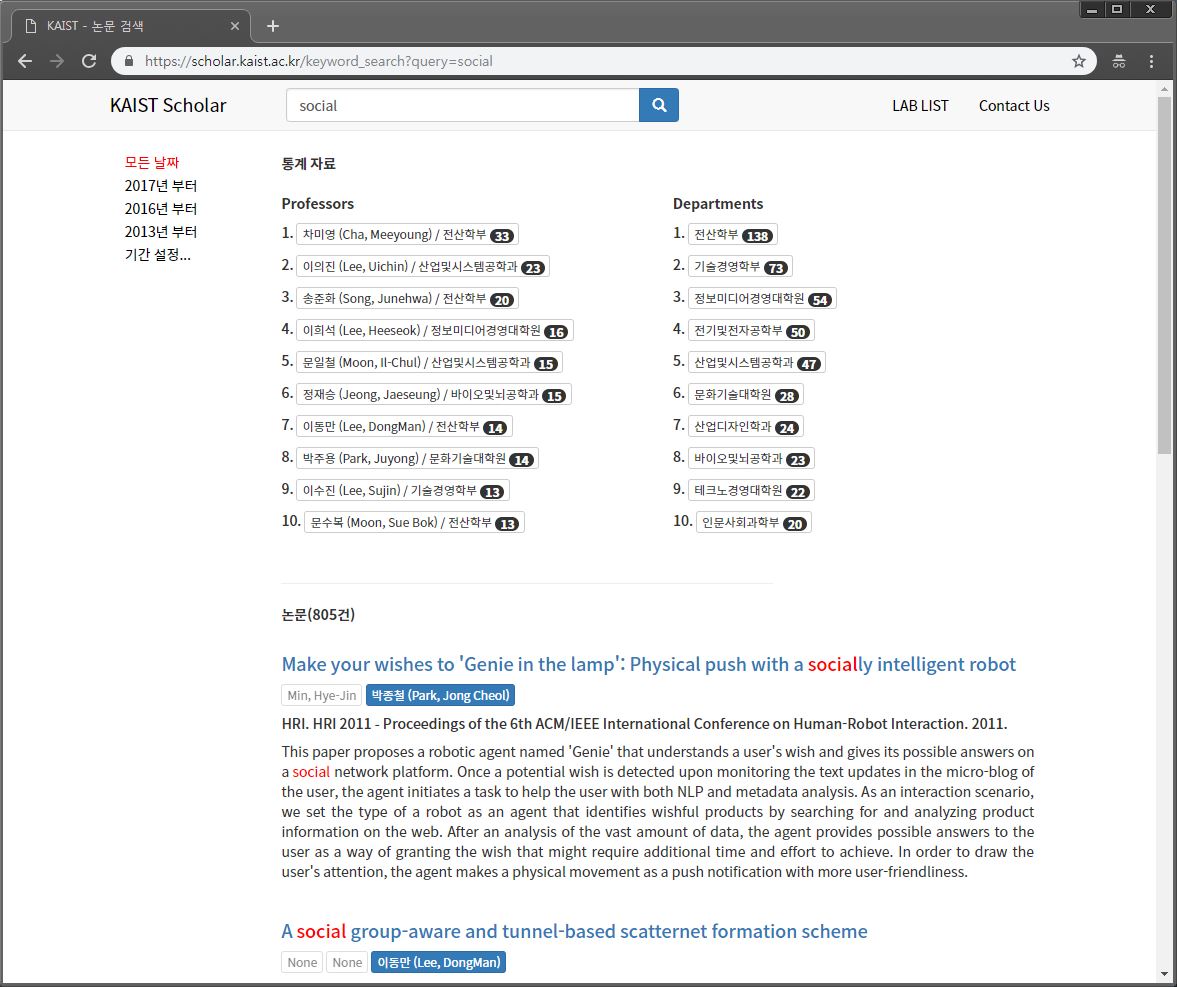 KAIST - 논문 검색
https://scholar.kaist.ac.kr/keyword_search?query=social
KAIST Scholar
social
LAB LIST
Contact Us
모든 날짜
2017년 부터
2016년 부터
2013년 부터
기간 설정...
통계 자료
Professors
1. 차미영 (Cha, Meeyoung) / 전산학부 33
2. 이의진 (Lee, Uichin) / 산업및시스템공학과 23
3. 송준화 (Song, Junehwa) / 전산학부 20
4. 이희석 (Lee, Heeseok) / 정보미디어경영대학원 16
5. 문일철 (Moon, Il-Chul) / 산업및시스템공학과 15
6. 정재승 (Jeong, Jaeseung) / 바이오및뇌공학과 15
7. 이동만 (Lee, DongMan) / 전산학부 14
8. 박주용 (Park, Juyong) / 문화기술대학원 14
9. 이수진 (Lee, Sujin) / 기술경영학부 13
10. 문수복 (Moon, Sue Bok) / 전산학부 13
Departments
1. 전산학부 138
2. 기술경영학부 73
3. 정보미디어경영대학원 54
4. 전기및전자공학부 50
5. 산업및시스템공학과 47
6. 문화기술대학원 28
7. 산업디자인학과 24
8. 바이오및뇌공학과 23
9. 테크노경영대학원 22
10. 인문사회과학부 20
논문(805건)
Make your wishes to 'Genie in the lamp': Physical push with a socially intelligent robot
Min, Hye-Jin 박종철 (Park, Jong Cheol)
HRI. HRI 2011 - Proceedings of the 6th ACM/IEEE International Conference on Human-Robot Interaction. 2011.
This paper proposes a robotic agent named 'Genie' that understands a user's wish and gives its possible answers on
a social network platform. Once a potential wish is detected upon monitoring the text updates in the micro-blog of
the user, the agent initiates a task to help the user with both NLP and metadata analysis. As an interaction scenario,
we set the type of a robot as an agent that identifies wishful products by searching for and analyzing product
information on the web. After an analysis of the vast amount of data, the agent provides possible answers to the
user as a way of granting the wish that might require additional time and effort to achieve. In order to draw the
user's attention, the agent makes a physical movement as a push notification with more user-friendliness.
A social group-aware and tunnel-based scatternet formation scheme
None None 이동만 (Lee, DongMan)